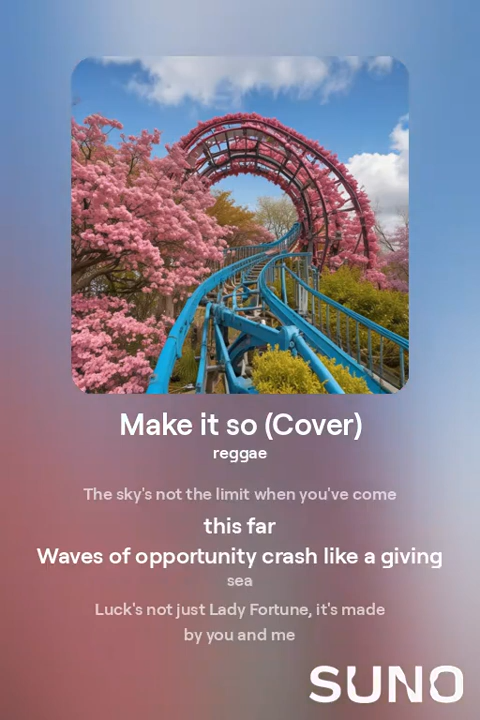 Make it so (Cover)
reggae
The sky's not the limit when you've come
this far
Waves of opportunity crash like a giving
sea
Luck's not just Lady Fortune, it's made
by you and me
SUNO